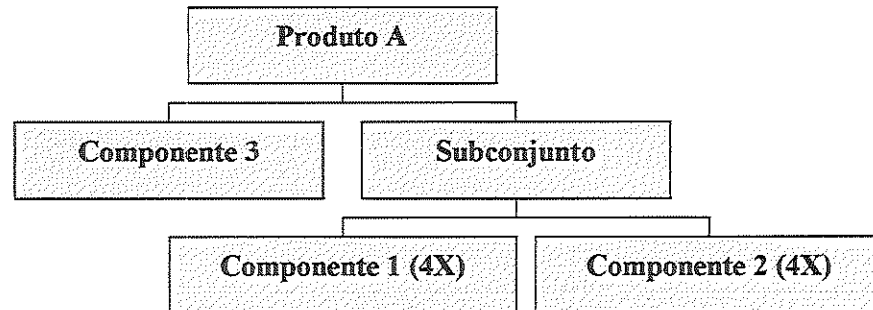 Produto A
Componente 3
Subconjunto
Componente 1 (4X)
Componente 2 (4X)